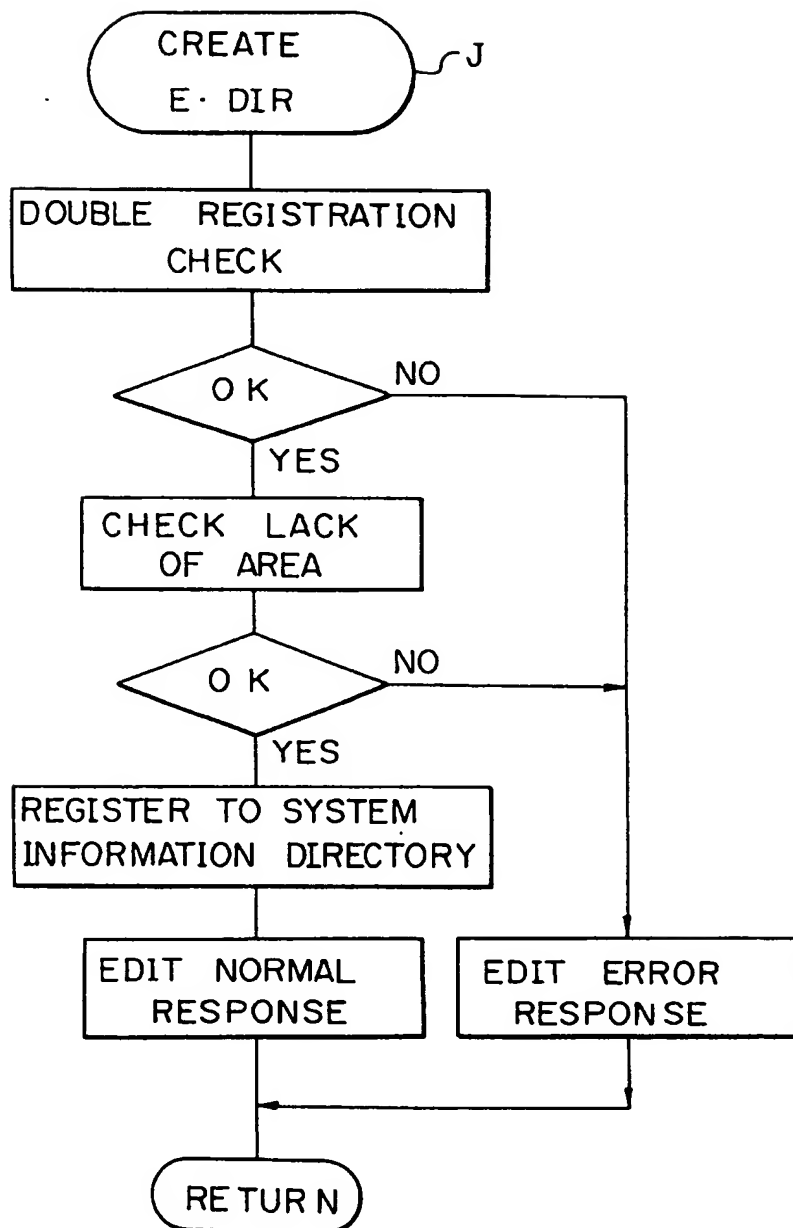 CREATE
E· DIR
J
DOUBLE REGISTRATION
CHECK
OK
NO
YES
CHECK LACK
OF AREA
OK
NO
YES
REGISTER TO SYSTEM
INFORMATION DIRECTORY
EDIT NORMAL
RESPONSE
EDIT ERROR
RESPONSE
RETURN